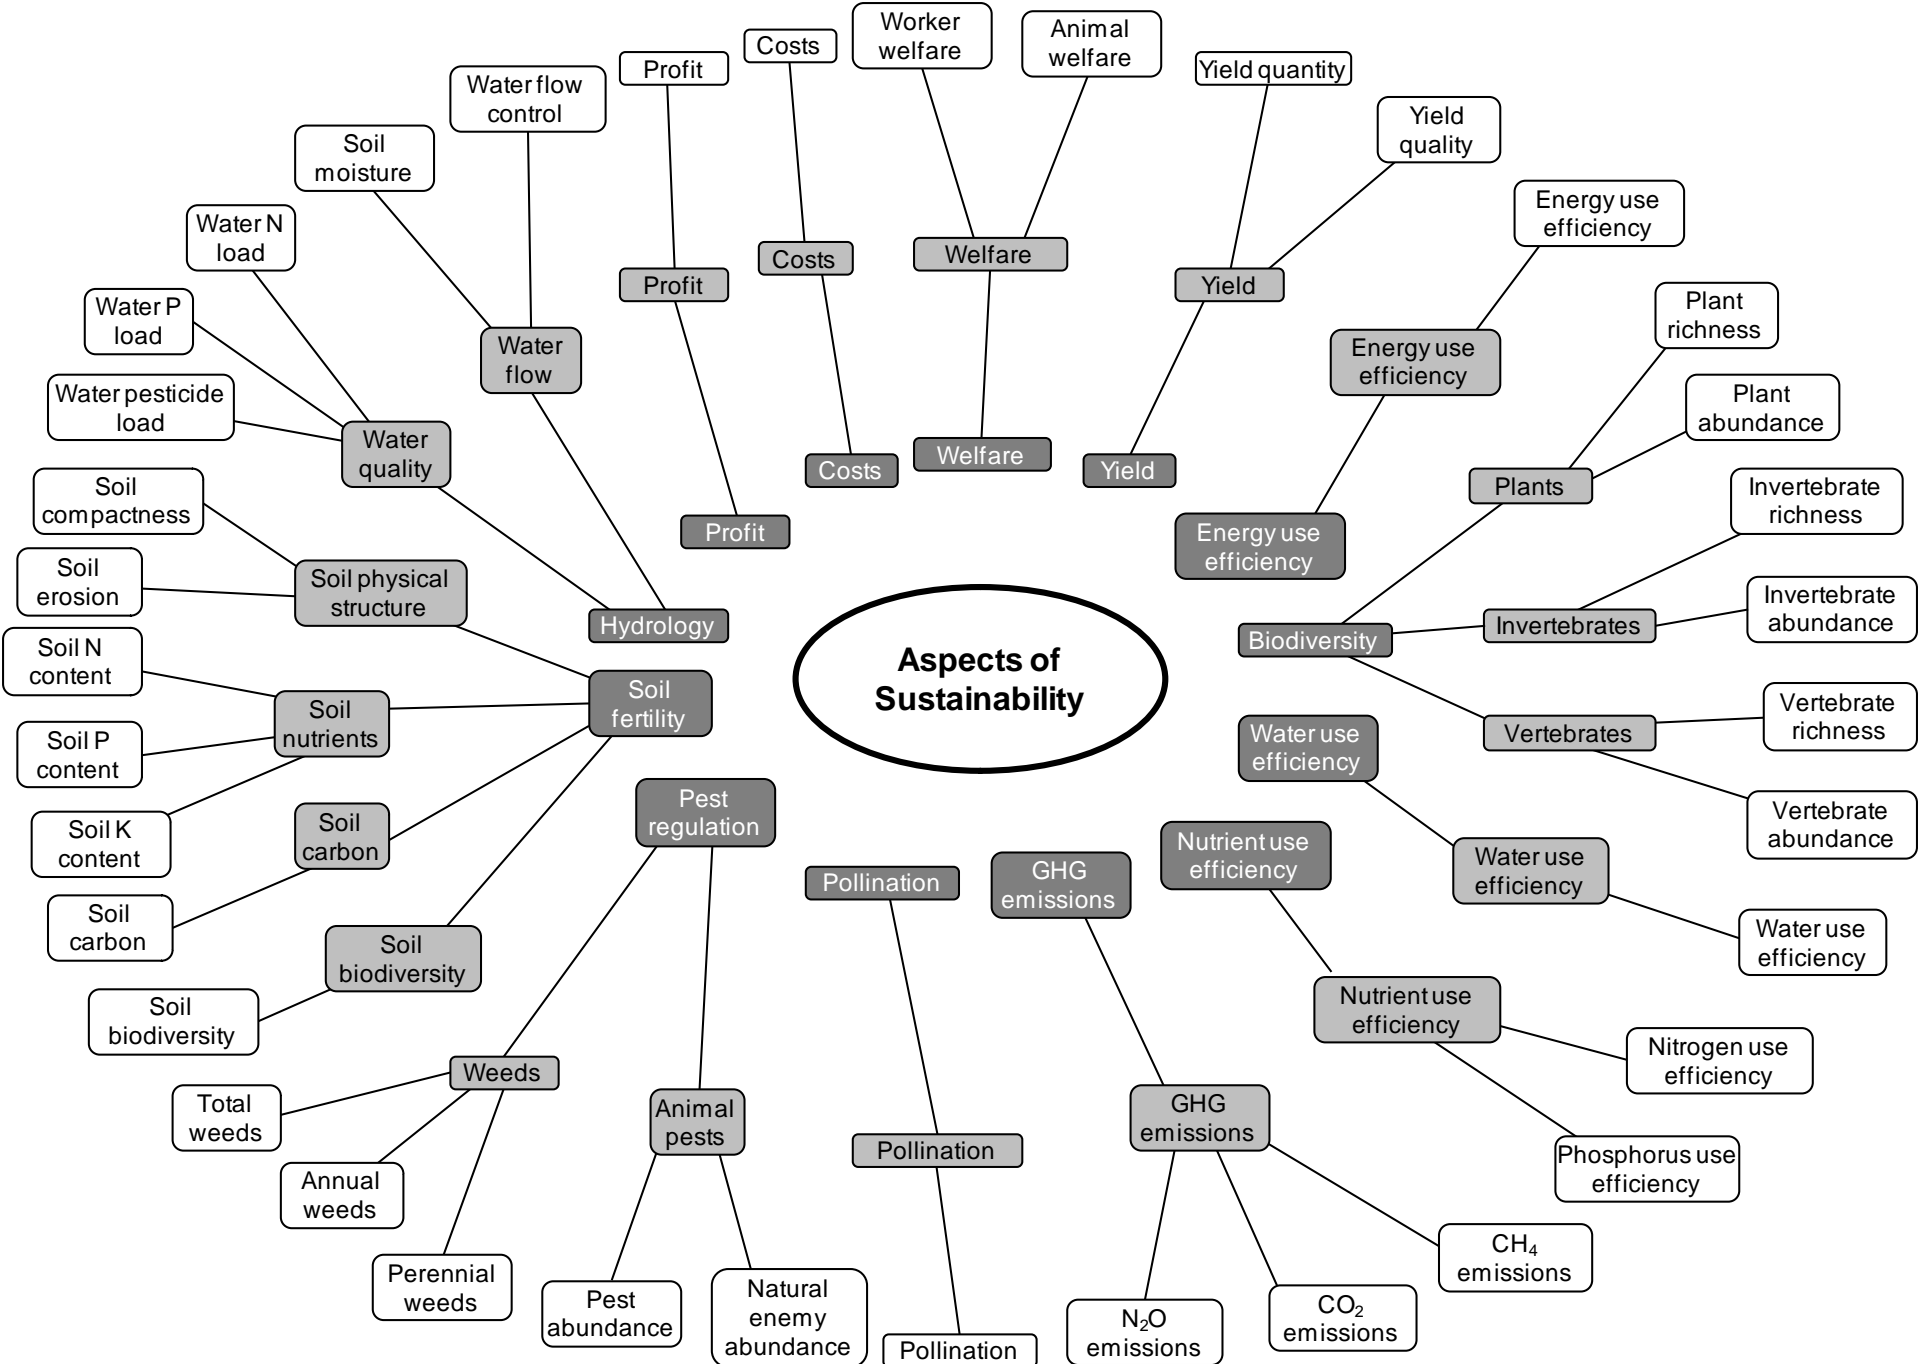 Worker
welfare
Animal
welfare
Costs
Profit
Yield quantity
Water flow
control
Yield
quality
Soil
moisture
Energy use
efficiency
Water N
load
Welfare
Costs
Profit
Yield
Plant
richness
Water P
load
Water
flow
Energy use
efficiency
Water pesticide
load
Plant
abundance
Water
quality
Welfare
Costs
Yield
Plants
Soil
compactness
Invertebrate
richness
Profit
Energy use
efficiency
Soil
erosion
Soil physical
structure
Invertebrate
abundance
Hydrology
Biodiversity
Invertebrates
Soil N
content
Aspects of
Sustainability
Soil
fertility
Soil
nutrients
Vertebrate
richness
Vertebrates
Water use
efficiency
Soil P
content
Pest
regulation
Soil K
content
Soil
carbon
Vertebrate
abundance
Nutrient use
efficiency
Water use
efficiency
Pollination
GHG
emissions
Soil
carbon
Water use
efficiency
Soil
biodiversity
Nutrient use
efficiency
Soil
biodiversity
Nitrogen use
efficiency
Weeds
Total
weeds
Animal
pests
GHG
emissions
Pollination
Phosphorus use
efficiency
Annual
weeds
CH₄
emissions
Perennial
weeds
Pest
abundance
Natural
enemy
abundance
CO₂
emissions
N₂O
emissions
Pollination